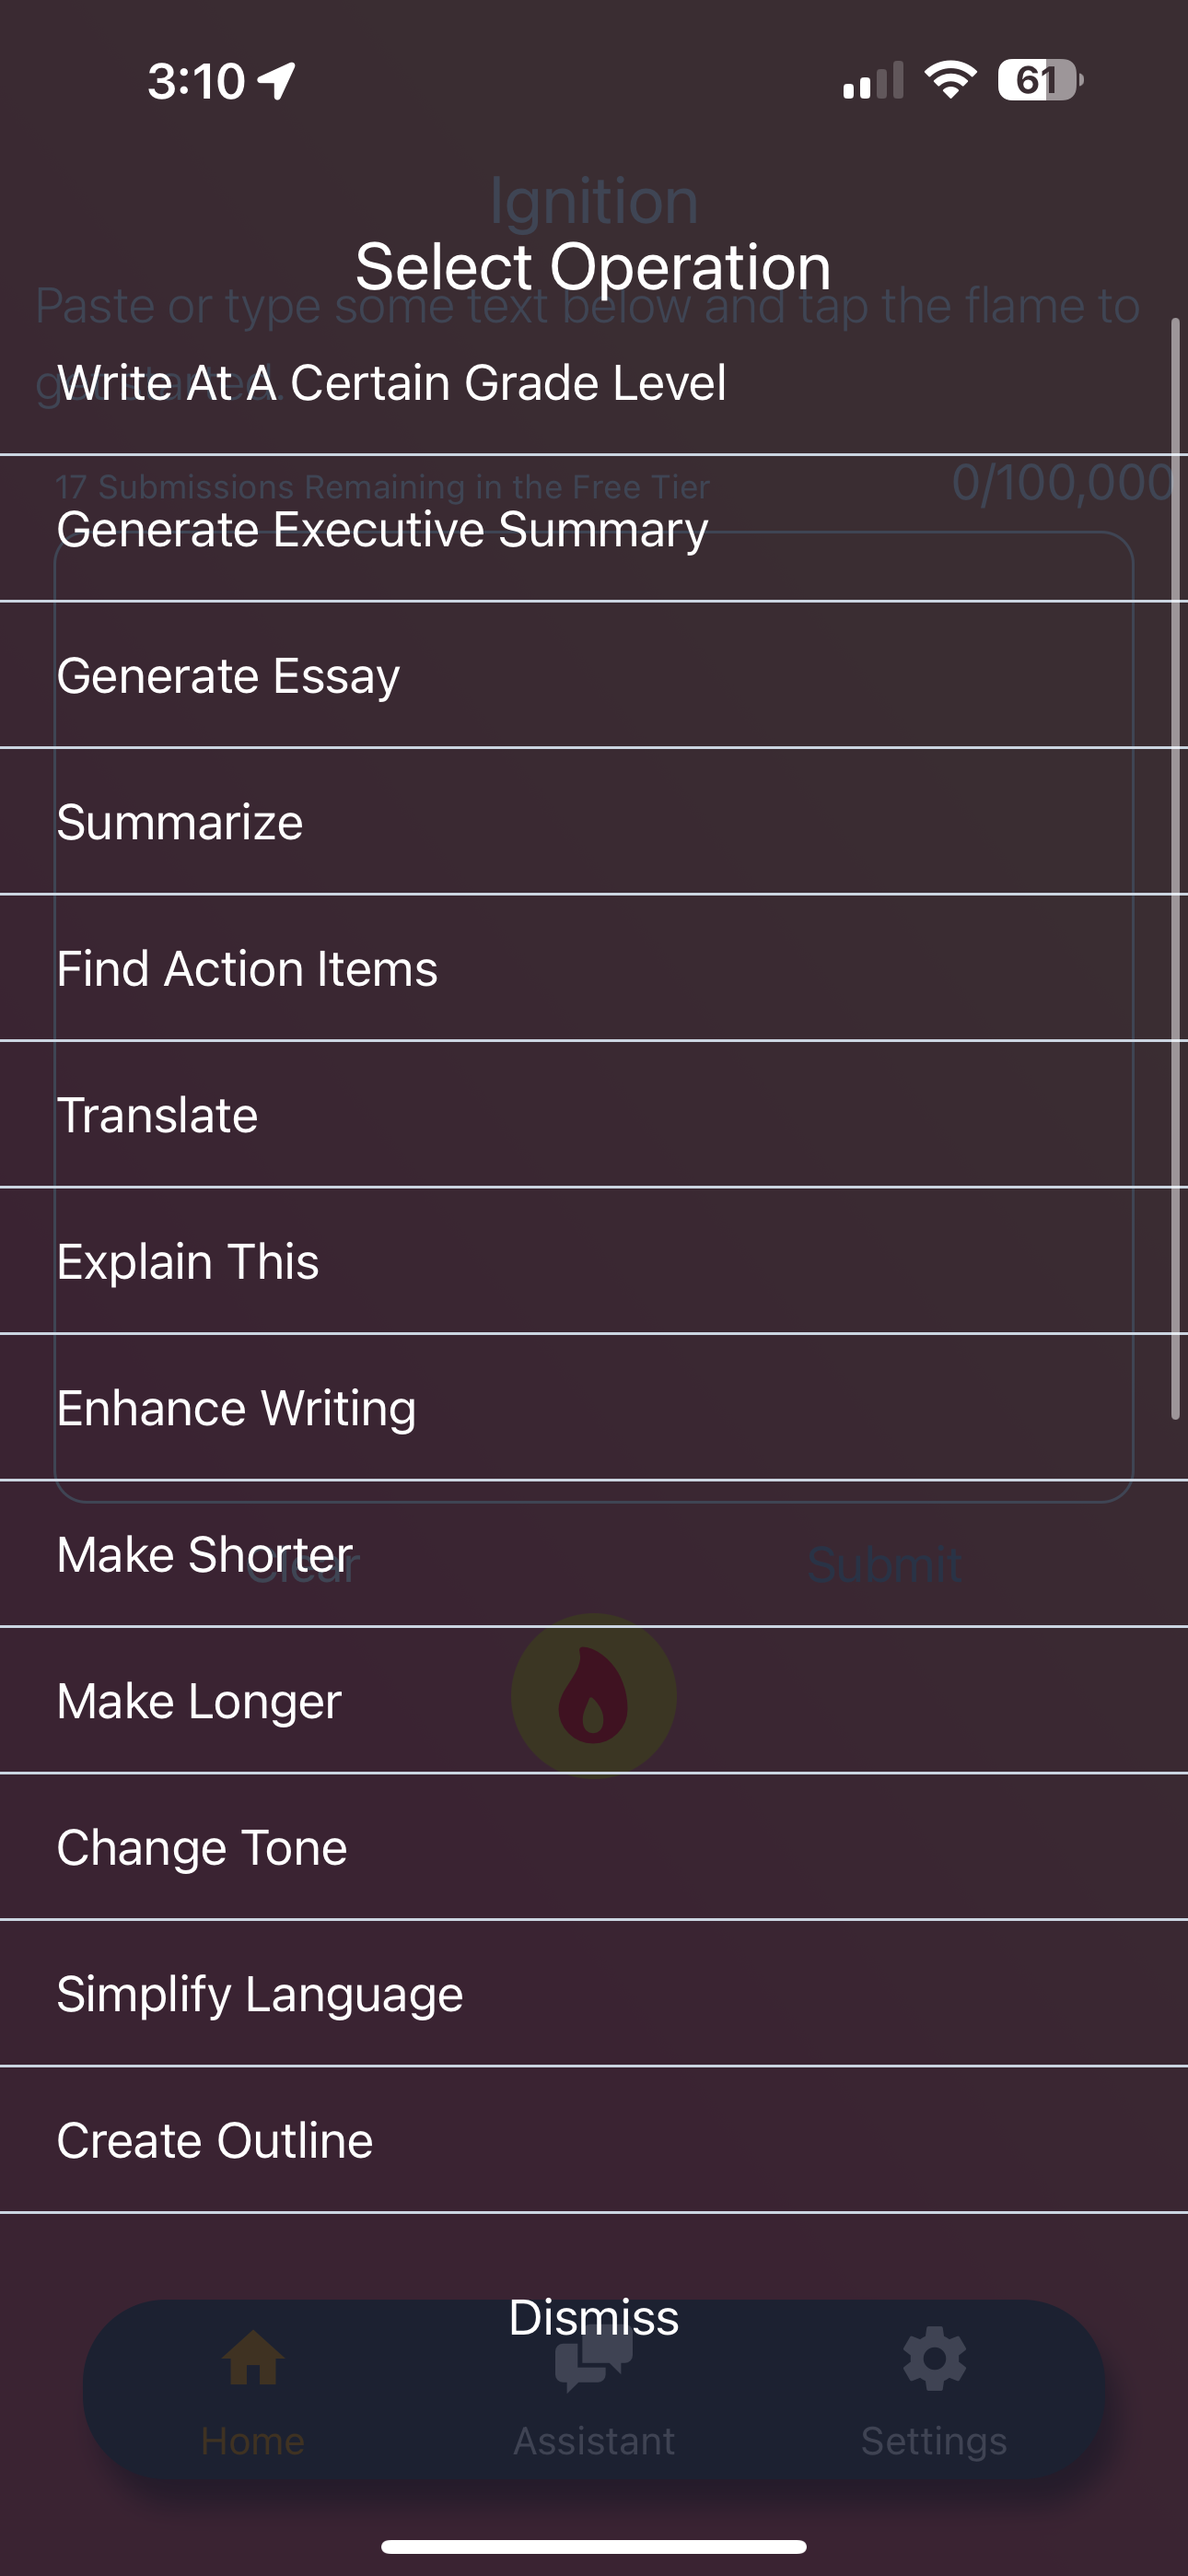 3:10
61
Ignition
Select Operation
Paste or type some text below and tap the flame to
get started.
Write At A Certain Grade Level
17 Submissions Remaining in the Free Tier
0/100,000
Generate Executive Summary
Generate Essay
Summarize
Find Action Items
Translate
Explain This
Enhance Writing
Make Shorter
Clear
Submit
Make Longer
Change Tone
Simplify Language
Create Outline
Dismiss
Home
Assistant
Settings